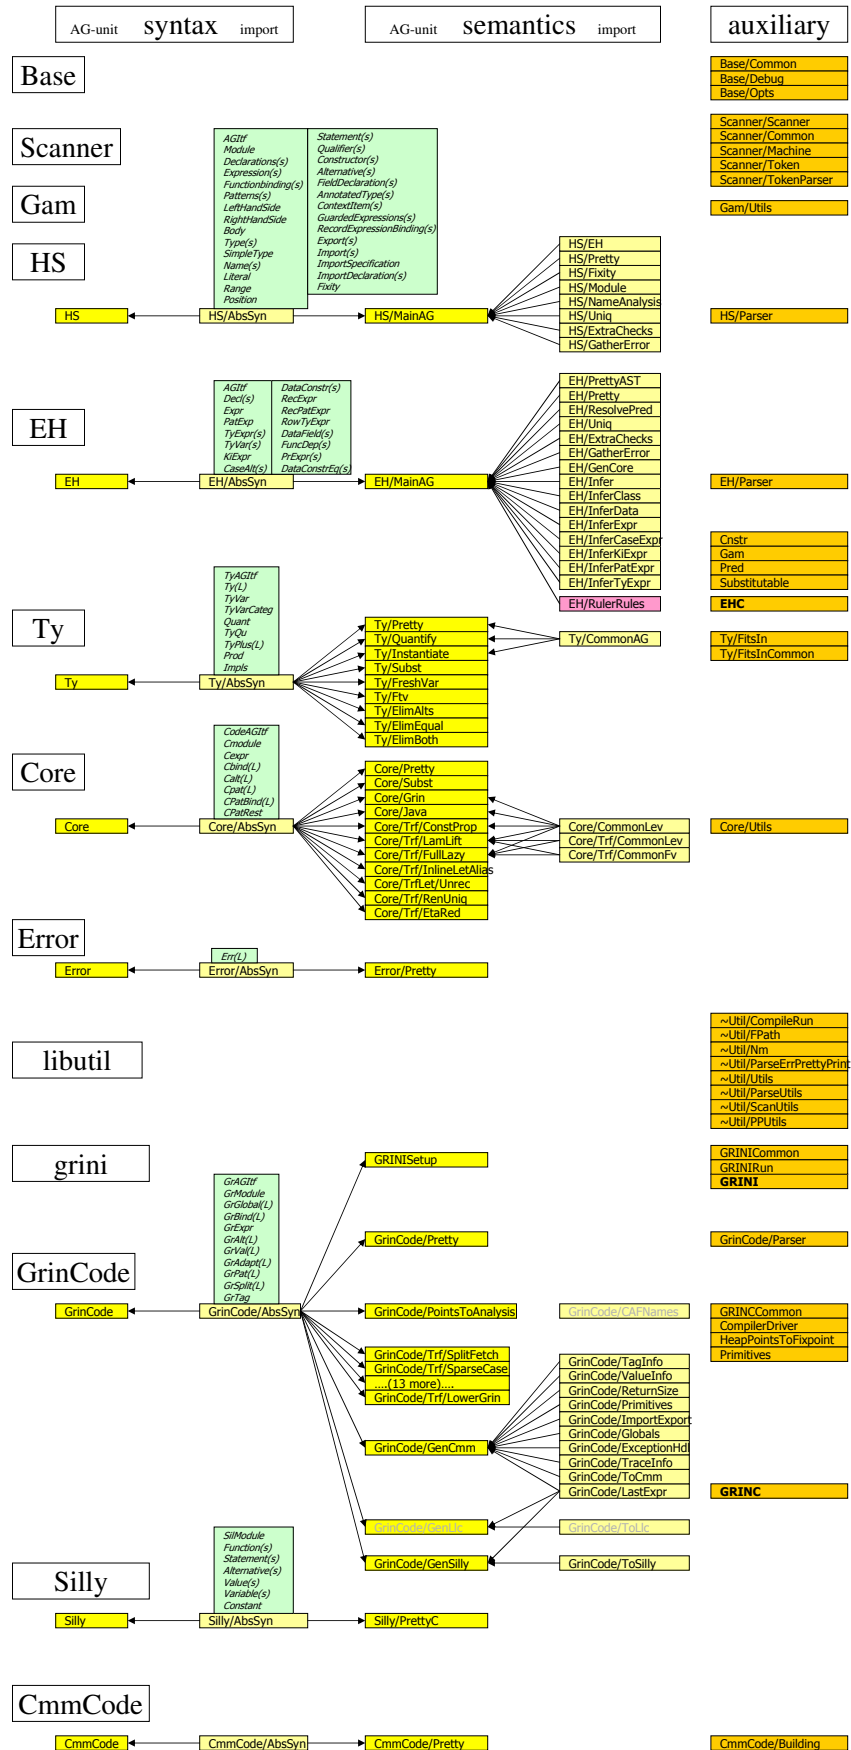 AG-unit syntax import
AG-unit semantics import
auxiliary
Base
Base/Common
Base/Debug
Base/Opts
Scanner
AGItf
Module
Declarations(s)
Expression(s)
Functionbinding(s)
Patterns(s)
LeftHandSide
RightHandSide
Body
Type(s)
SimpleType
Name(s)
Literal
Range
Position
Statement(s)
Qualifier(s)
Constructor(s)
Alternative(s)
FieldDeclaration(s)
AnnotatedType(s)
ContextItem(s)
GuardedExpressions(s)
RecordExpressionBinding(s)
Export(s)
Import(s)
ImportSpecification
ImportDeclaration(s)
Fixity
Scanner/Scanner
Scanner/Common
Scanner/Machine
Scanner/Token
Scanner/TokenParser
Gam
Gam/Utils
HS
HS
HS/AbsSyn
HS/MainAG
HS/EH
HS/Pretty
HS/Fixity
HS/Module
HS/NameAnalysis
HS/Uniq
HS/ExtraChecks
HS/GatherError
HS/Parser
EH
AGItf
Decl(s)
Expr
PatExp
TyExpr(s)
TyVar(s)
KiExpr
CaseAlt(s)
DataConstr(s)
RecExpr
RecPatExpr
RowTyExpr
DataField(s)
FuncDep(s)
PrExpr(s)
DataConstrEq(s)
EH
EH/AbsSyn
EH/MainAG
EH/PrettyAST
EH/Pretty
EH/ResolvePred
EH/Uniq
EH/ExtraChecks
EH/GatherError
EH/GenCore
EH/Infer
EH/InferClass
EH/InferData
EH/InferExpr
EH/InferCaseExpr
EH/InferKiExpr
EH/InferPatExpr
EH/InferTyExpr
EH/RulerRules
EH/Parser
Cnstr
Gam
Pred
Substitutable
EHC
Ty
TyAGItf
Ty(L)
TyVar
TyVarCateg
Quant
TyQu
TyPlus(L)
Prod
Impls
Ty
Ty/AbsSyn
Ty/Pretty
Ty/Quantify
Ty/Instantiate
Ty/Subst
Ty/FreshVar
Ty/Ftv
Ty/ElimAlts
Ty/ElimEqual
Ty/ElimBoth
Ty/CommonAG
Ty/FitsIn
Ty/FitsInCommon
Core
CodeAGItf
Cmodule
Cexpr
Cbind(L)
Calt(L)
Cpat(L)
CPatBind(L)
CPatRest
Core
Core/AbsSyn
Core/Pretty
Core/Subst
Core/Grin
Core/Java
Core/Trf/ConstProp
Core/Trf/LamLift
Core/Trf/FullLazy
Core/Trf/InlineLetAlias
Core/TrfLet/Unrec
Core/Trf/RenUniq
Core/Trf/EtaRed
Core/CommonLev
Core/Trf/CommonLev
Core/Trf/CommonFv
Core/Utils
Error
Err(L)
Error
Error/AbsSyn
Error/Pretty
libutil
~Util/CompileRun
~Util/FPath
~Util/Nm
~Util/ParseErrPrettyPrint
~Util/Utils
~Util/ParseUtils
~Util/ScanUtils
~Util/PPUtils
grini
GRINISetup
GRINICommon
GRINIRun
GRINI
GrAGItf
GrModule
GrGlobal(L)
GrBind(L)
GrExpr
GrAlt(L)
GrVal(L)
GrAdapt(L)
GrPat(L)
GrSplit(L)
GrTag
GrinCode/Pretty
GrinCode/Parser
GrinCode
GrinCode
GrinCode/AbsSyn
GrinCode/PointsToAnalysis
GrinCode/CAFNames
GRINCCommon
CompilerDriver
HeapPointsToFixpoint
Primitives
GrinCode/Trf/SplitFetch
GrinCode/Trf/SparseCase
....(13 more)....
GrinCode/Trf/LowerGrin
GrinCode/GenCmm
GrinCode/TagInfo
GrinCode/ValueInfo
GrinCode/ReturnSize
GrinCode/Primitives
GrinCode/ImportExport
GrinCode/Globals
GrinCode/ExceptionHdl
GrinCode/TraceInfo
GrinCode/ToCmm
GrinCode/LastExpr
GRINC
GrinCode/GenLlc
GrinCode/ToLlc
GrinCode/GenSilly
GrinCode/ToSilly
Silly
SilModule
Function(s)
Statement(s)
Alternative(s)
Value(s)
Variable(s)
Constant
Silly
Silly/AbsSyn
Silly/PrettyC
CmmCode
CmmCode
CmmCode/AbsSyn
CmmCode/Pretty
CmmCode/Building